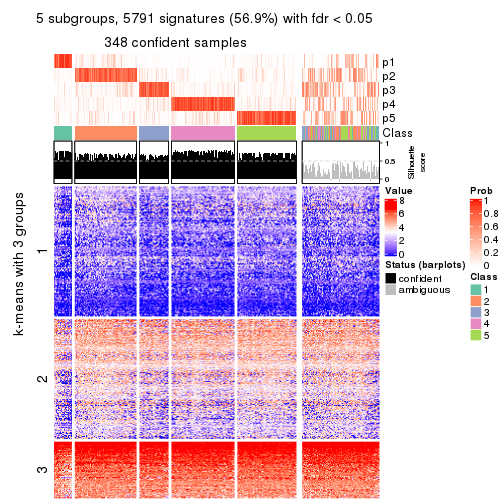 5 subgroups, 5791 signatures (56.9%) with fdr < 0.05
348 confident samples
p1
p2
p3
p4
p5
Class
1
0.5
0
Silhouette
score
k-means with 3 groups
1
2
3
Value
8
6
4
2
0
Status (barplots)
confident
ambiguous
Prob
1
0.8
0.6
0.4
0.2
0
Class
1
2
3
4
5